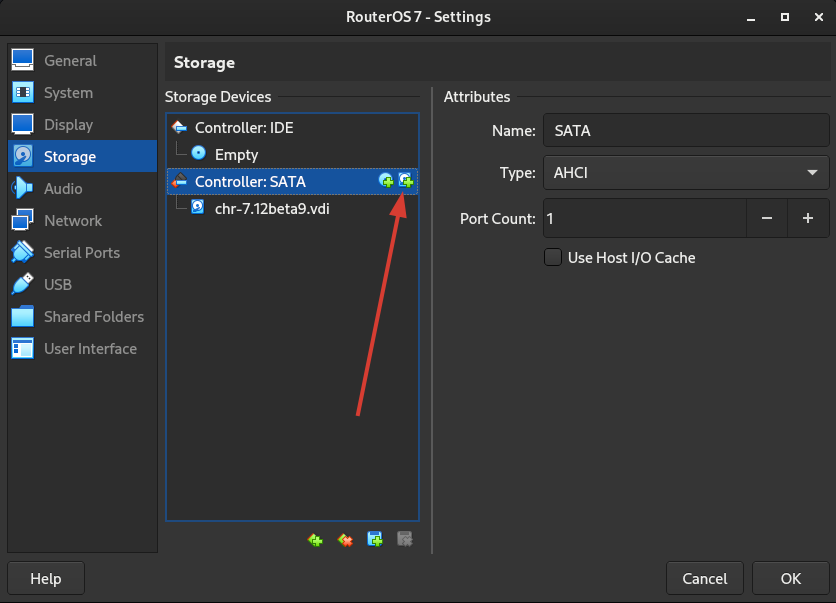 RouterOS 7 - Settings
General
System
Display
Storage
Audio
Network
Serial Ports
USB
Shared Folders
User Interface
Storage
Storage Devices
Controller: IDE
Empty
Controller: SATA
chr-7.12beta9.vdi
Attributes
Name: SATA
Type: AHCI
Port Count: 1
Use Host I/O Cache
Help
Cancel
OK